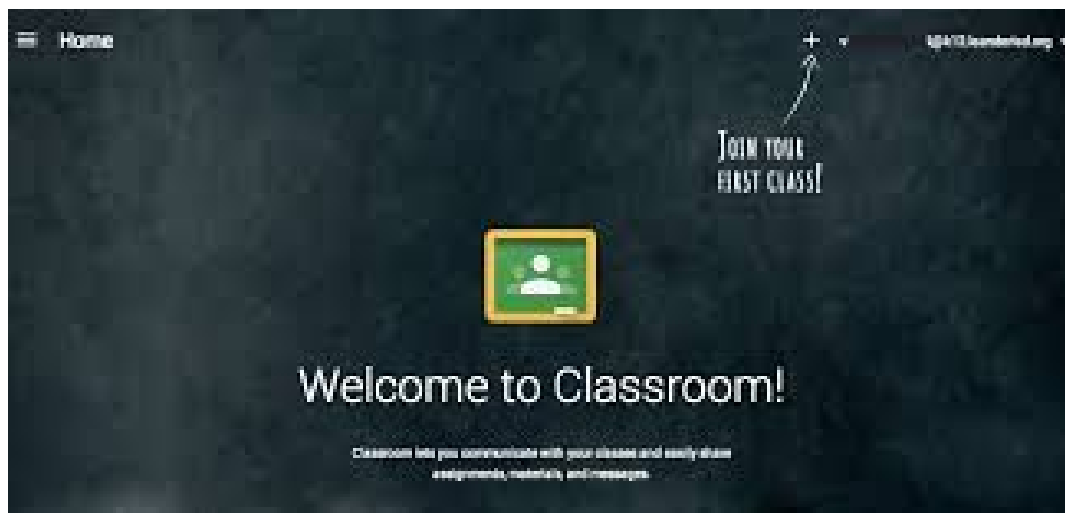 Home
+
JOIN YOUR
FIRST CLASS!
Welcome to Classroom!
Classroom lets you communicate with your classes and easily share
assignments, materials, and messages.